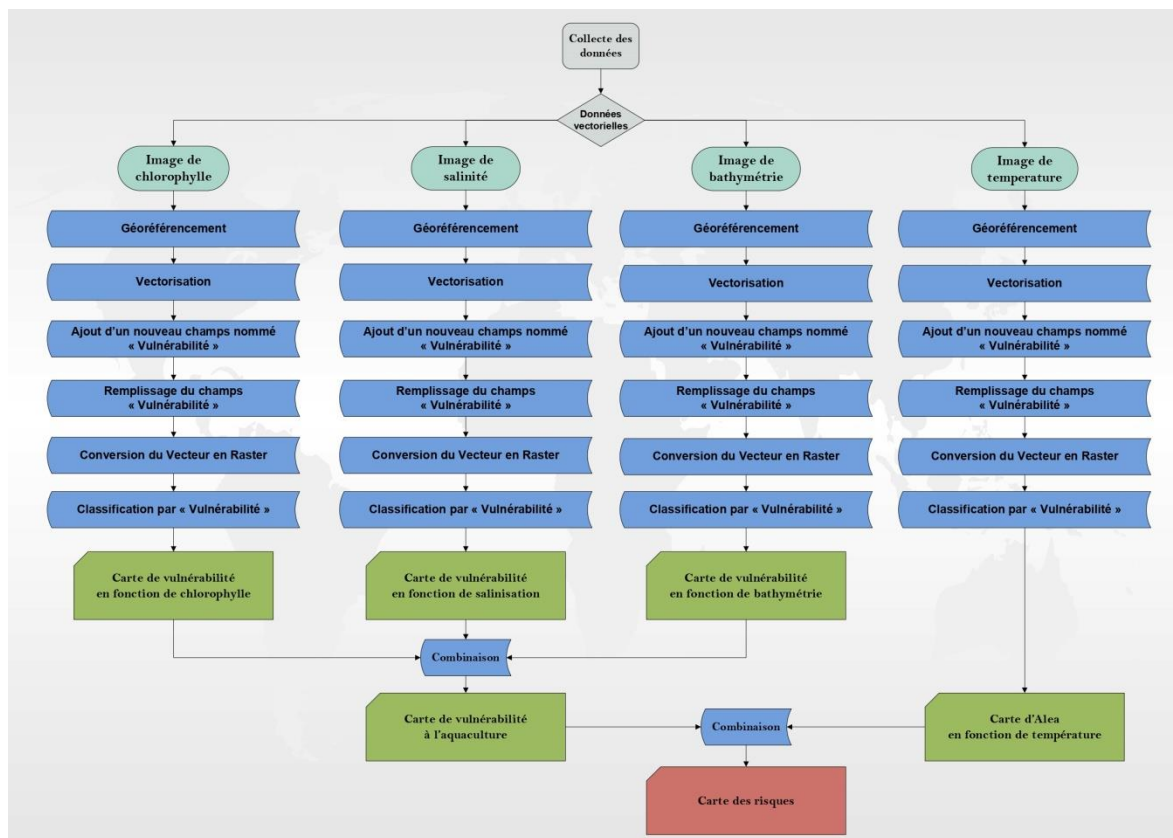 Collecte des
données
Données
vectorielles
Image de
chlorophylle
Image de
salinité
Image de
bathymétrie
Image de
temperature
Géoréférencement
Géoréférencement
Géoréférencement
Géoréférencement
Vectorisation
Vectorisation
Vectorisation
Vectorisation
Ajout d'un nouveau champs nommé
« Vulnérabilité »
Ajout d'un nouveau champs nommé
« Vulnérabilité »
Ajout d'un nouveau champs nommé
« Vulnérabilité »
Ajout d'un nouveau champs nommé
« Vulnérabilité »
Remplissage du champs
« Vulnérabilité »
Remplissage du champs
« Vulnérabilité »
Remplissage du champs
« Vulnérabilité »
Remplissage du champs
« Vulnérabilité »
Conversion du Vecteur en Raster
Conversion du Vecteur en Raster
Conversion du Vecteur en Raster
Conversion du Vecteur en Raster
Classification par « Vulnérabilité »
Classification par « Vulnérabilité »
Classification par « Vulnérabilité »
Classification par « Vulnérabilité »
Carte de vulnérabilité
en fonction de chlorophylle
Carte de vulnérabilité
en fonction de salinisation
Carte de vulnérabilité
en fonction de bathymétrie
Combinaison
Carte de vulnérabilité
à l'aquaculture
Combinaison
Carte d'Alea
en fonction de température
Carte des risques